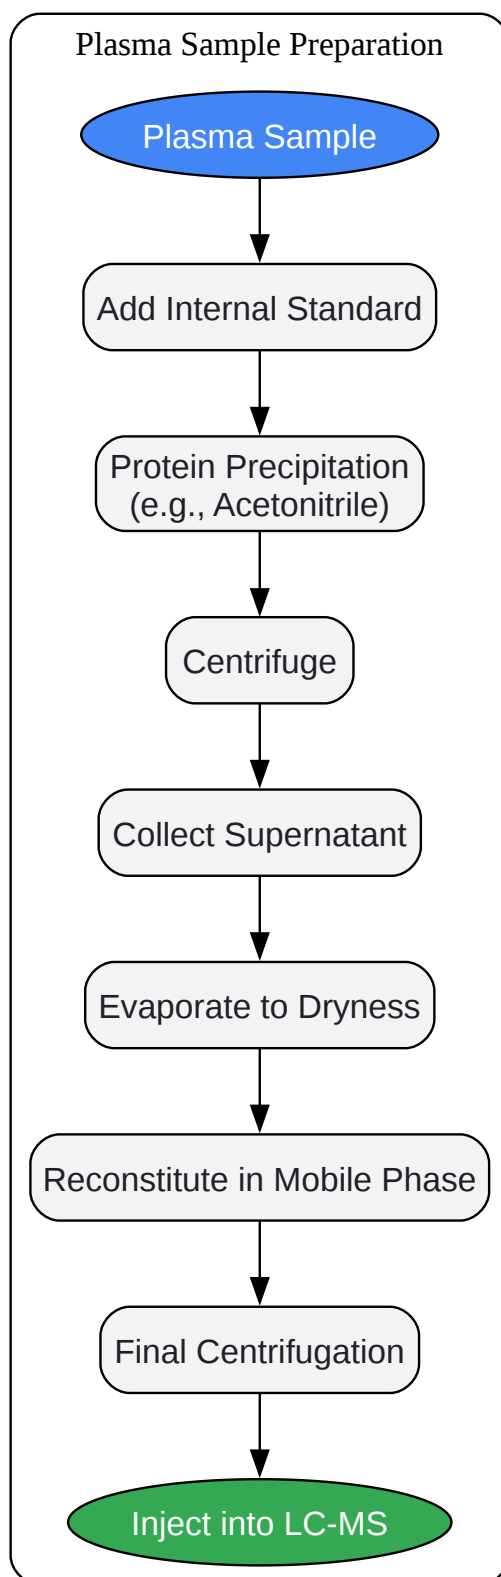 Plasma Sample Preparation
Plasma Sample
Add Internal Standard
Protein Precipitation
(e.g., Acetonitrile)
Centrifuge
Collect Supernatant
Evaporate to Dryness
Reconstitute in Mobile Phase
Final Centrifugation
Inject into LC-MS